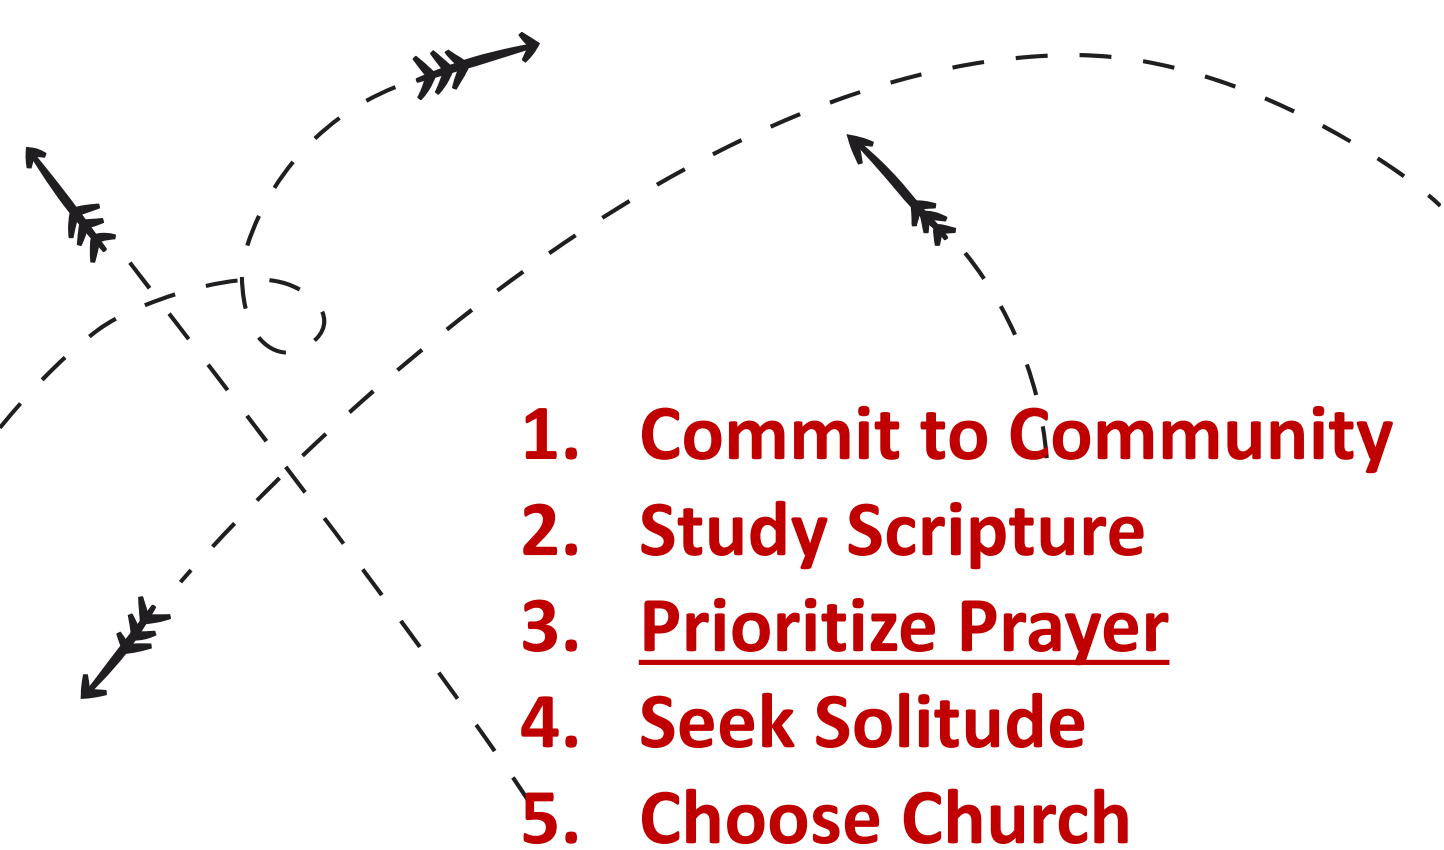 1. Commit to Community
2. Study Scripture
3. Prioritize Prayer
4. Seek Solitude
5. Choose Church